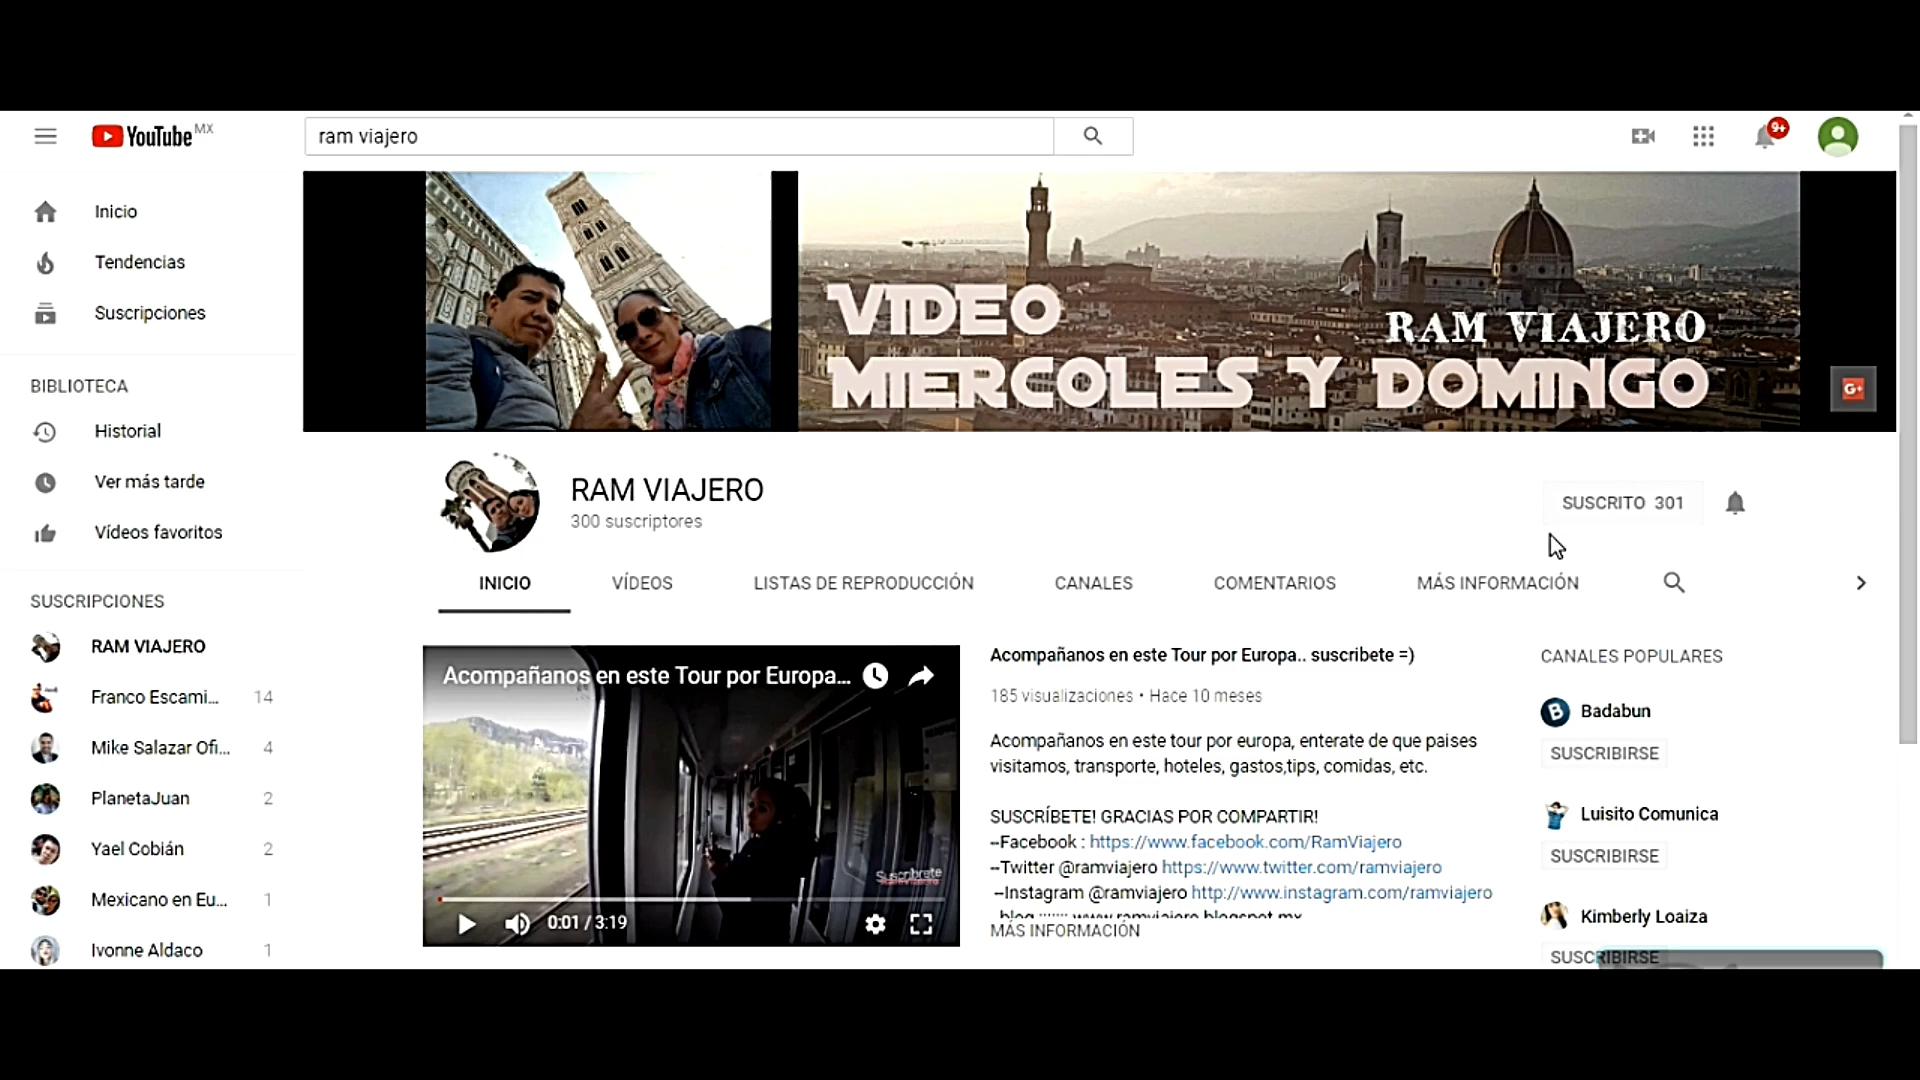 YouTube MX
ram viajero
9+
Inicio
Tendencias
Suscripciones
BIBLIOTECA
Historial
Ver más tarde
Vídeos favoritos
SUSCRIPCIONES
RAM VIAJERO
Franco Escami... 14
Mike Salazar Ofi... 4
PlanetaJuan 2
Yael Cobián 2
Mexicano en Eu... 1
Ivonne Aldaco 1
VIDEO
RAM VIAJERO
MIERCOLES Y DOMINGO
G+
RAM VIAJERO
300 suscriptores
SUSCRITO 301
INICIO VÍDEOS LISTAS DE REPRODUCCIÓN CANALES COMENTARIOS MÁS INFORMACIÓN
Acompañanos en este Tour por Europa...
Suscribrete
0:01 / 3:19
Acompañanos en este Tour por Europa.. suscribete =)
185 visualizaciones • Hace 10 meses
Acompañanos en este tour por europa, enterate de que paises
visitamos, transporte, hoteles, gastos,tips, comidas, etc.
SUSCRÍBETE! GRACIAS POR COMPARTIR!
--Facebook : https://www.facebook.com/RamViajero
--Twitter @ramviajero https://www.twitter.com/ramviajero
--Instagram @ramviajero http://www.instagram.com/ramviajero
MÁS INFORMACIÓN
CANALES POPULARES
B
Badabun
SUSCRIBIRSE
Luisito Comunica
SUSCRIBIRSE
Kimberly Loaiza
SUSCRIBIRSE